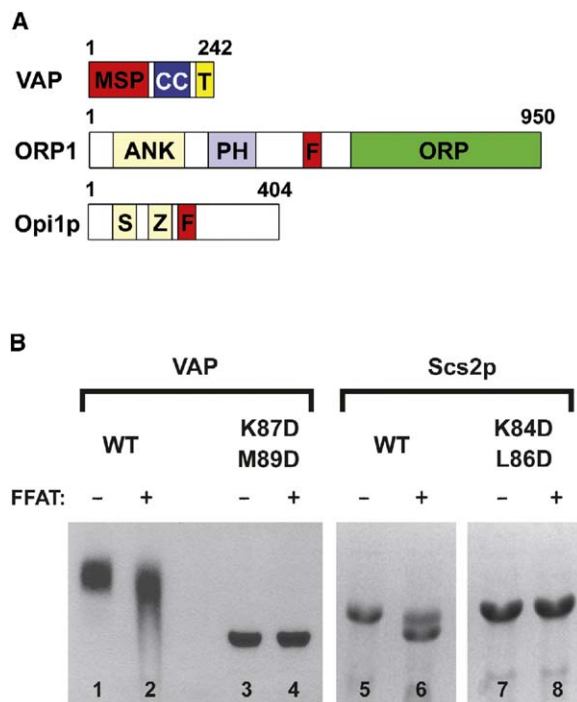 A
1 242
VAP MSP CC T
1 950
ORP1 ANK PH F ORP
1 404
Opi1p S Z F
B
VAP Scs2p
WT K87D WT K84D
M89D L86D
FFAT: – + – + – + – +
1 2 3 4 5 6 7 8